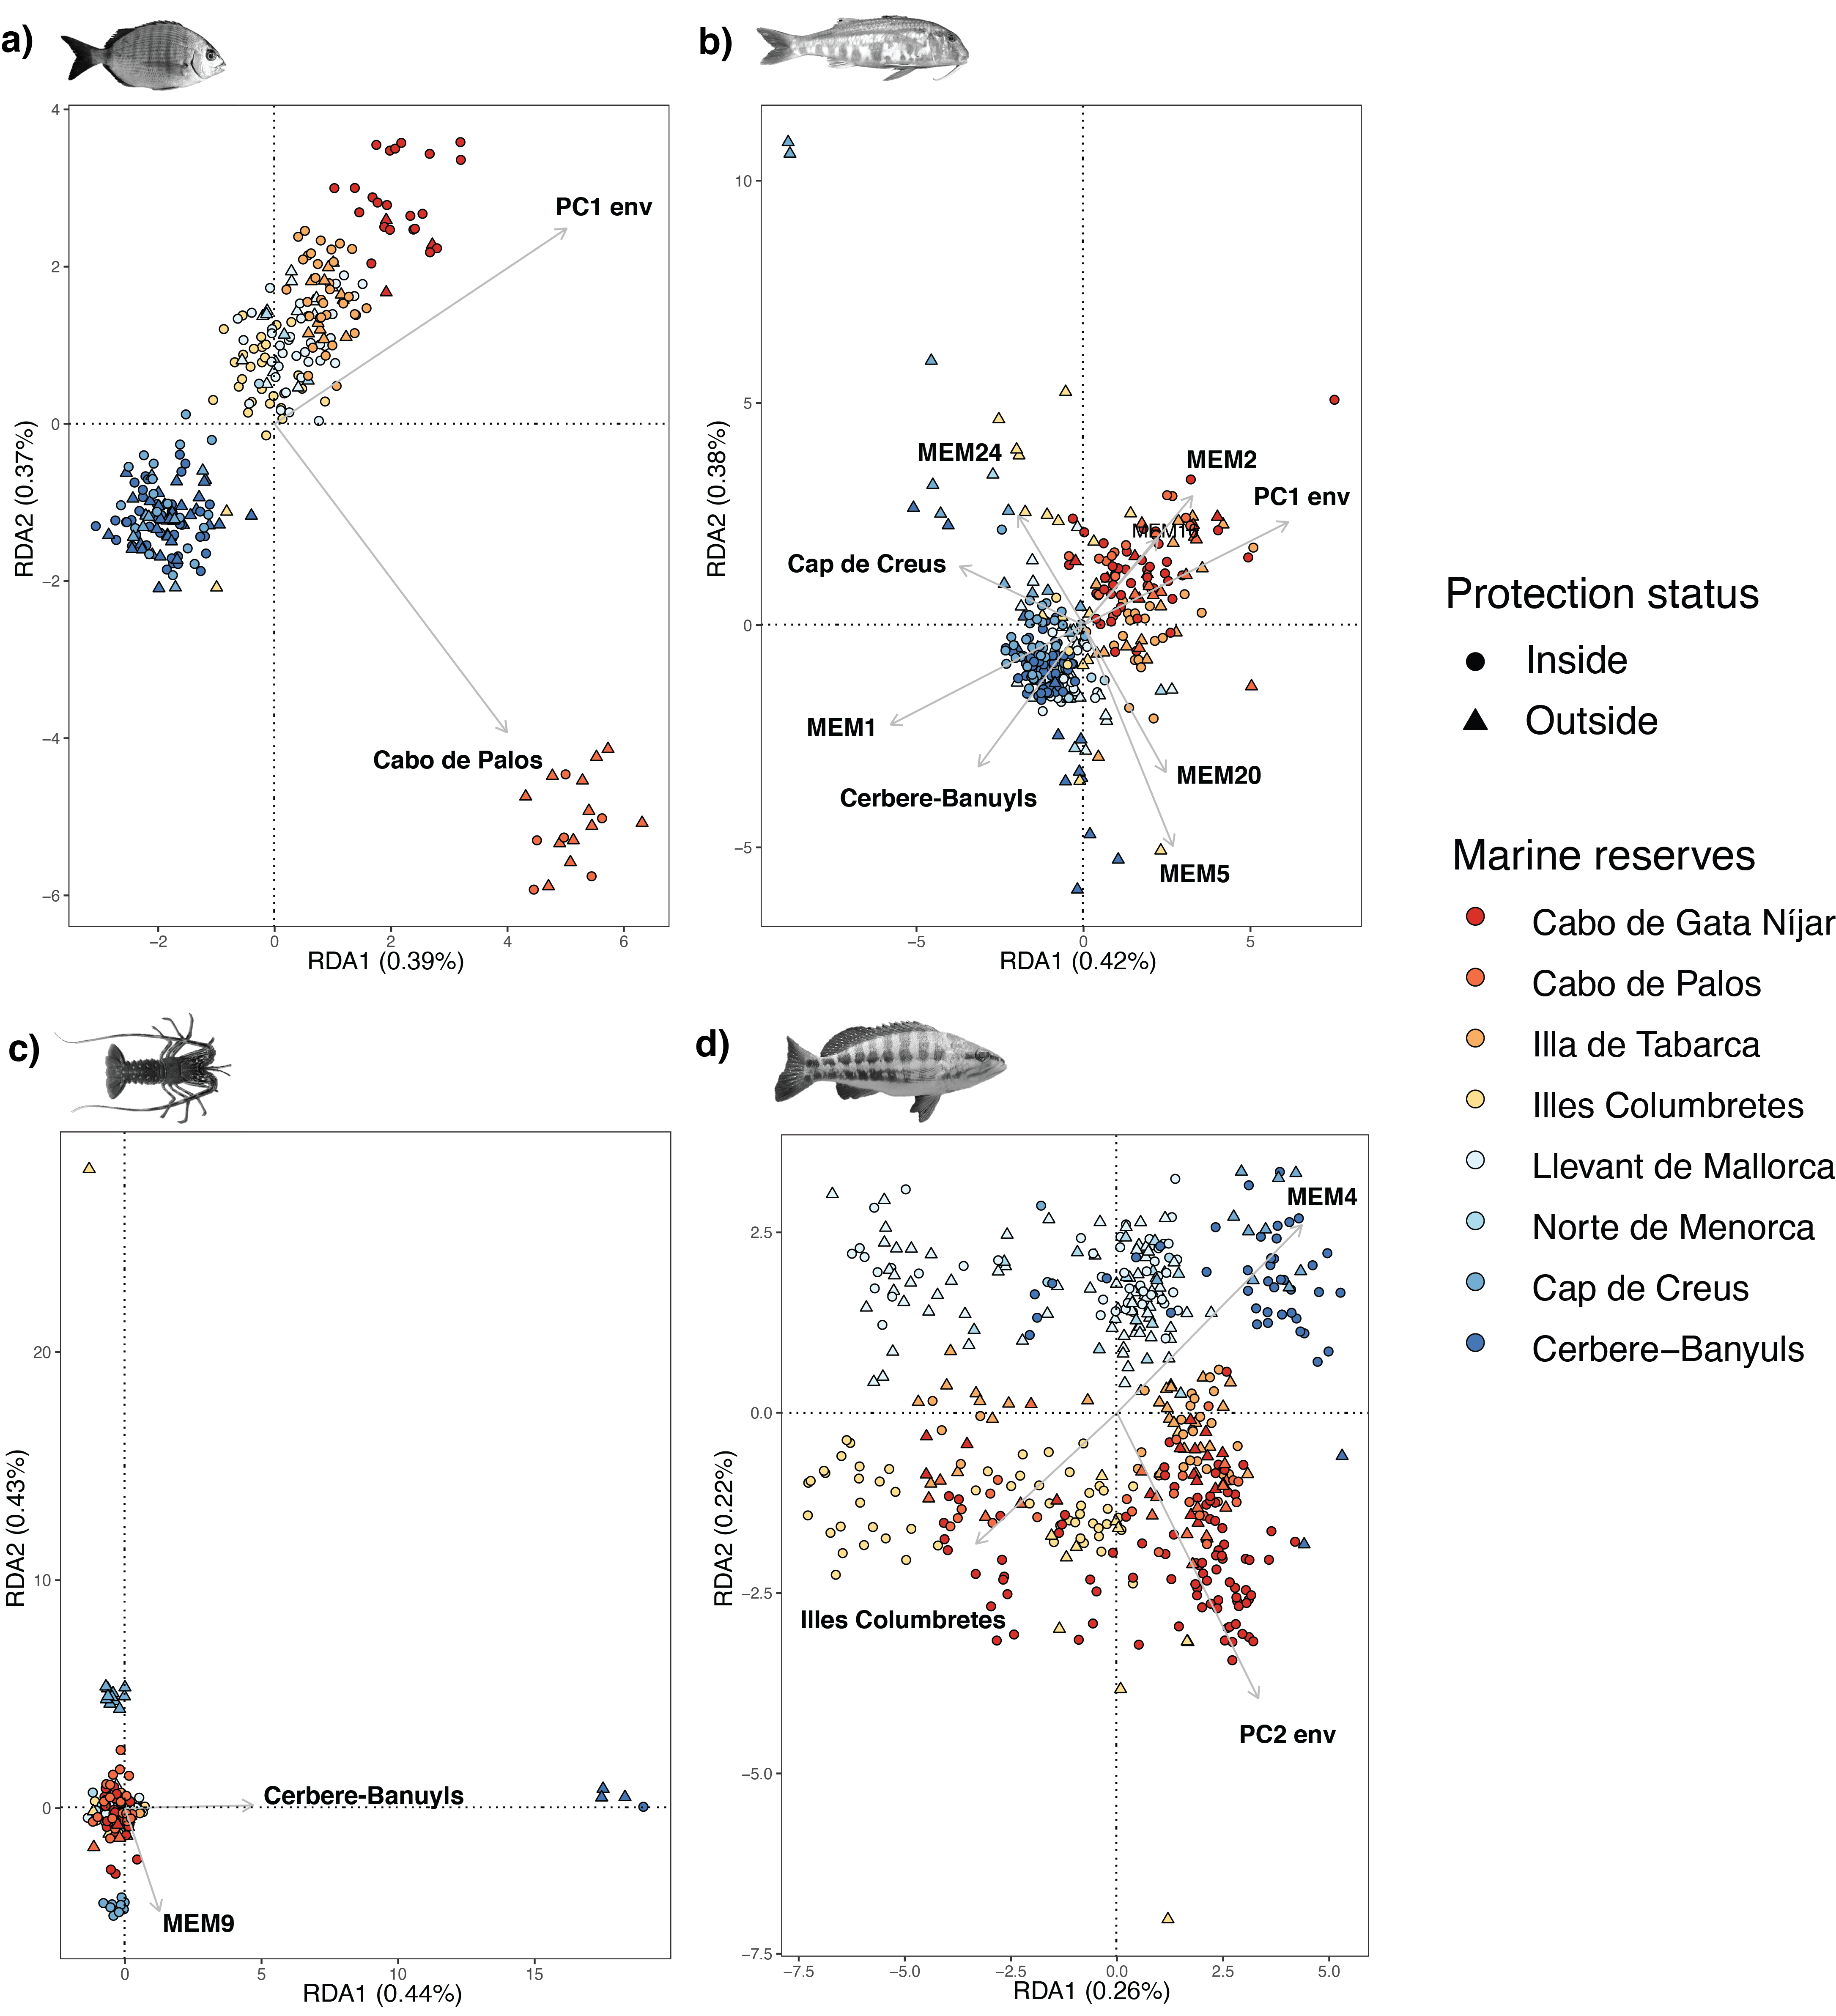 a)
b)
4
2
0
−2
−4
−6
−2
0
2
4
6
RDA2 (0.37%)
RDA1 (0.39%)
PC1 env
Cabo de Palos
10
5
0
−5
−5
0
5
RDA2 (0.38%)
RDA1 (0.42%)
MEM24
MEM2
PC1 env
Cap de Creus
MEM1
Cerbere-Banuyls
MEM20
MEM5
c)
d)
20
10
0
0
5
10
15
RDA2 (0.43%)
RDA1 (0.44%)
Cerbere-Banuyls
MEM9
2.5
0.0
−2.5
−5.0
−7.5
−7.5
−5.0
−2.5
0.0
2.5
5.0
RDA2 (0.22%)
RDA1 (0.26%)
MEM4
Illes Columbretes
PC2 env
Protection status
Inside
Outside
Marine reserves
Cabo de Gata Níjar
Cabo de Palos
Illa de Tabarca
Illes Columbretes
Llevant de Mallorca
Norte de Menorca
Cap de Creus
Cerbere−Banyuls